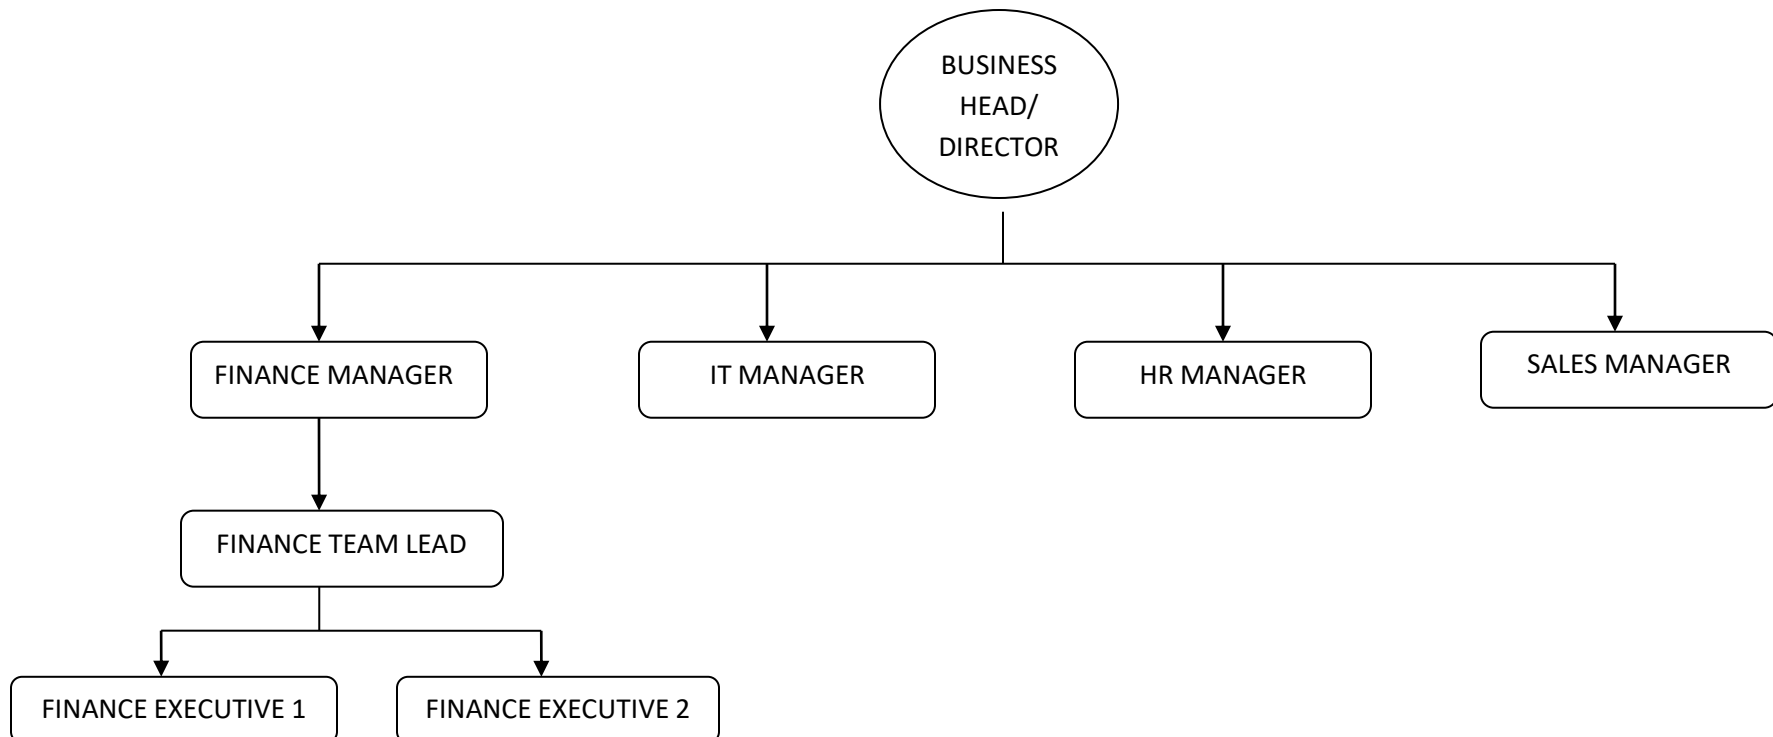 BUSINESS
HEAD/
DIRECTOR
FINANCE MANAGER
IT MANAGER
HR MANAGER
SALES MANAGER
FINANCE TEAM LEAD
FINANCE EXECUTIVE 1
FINANCE EXECUTIVE 2